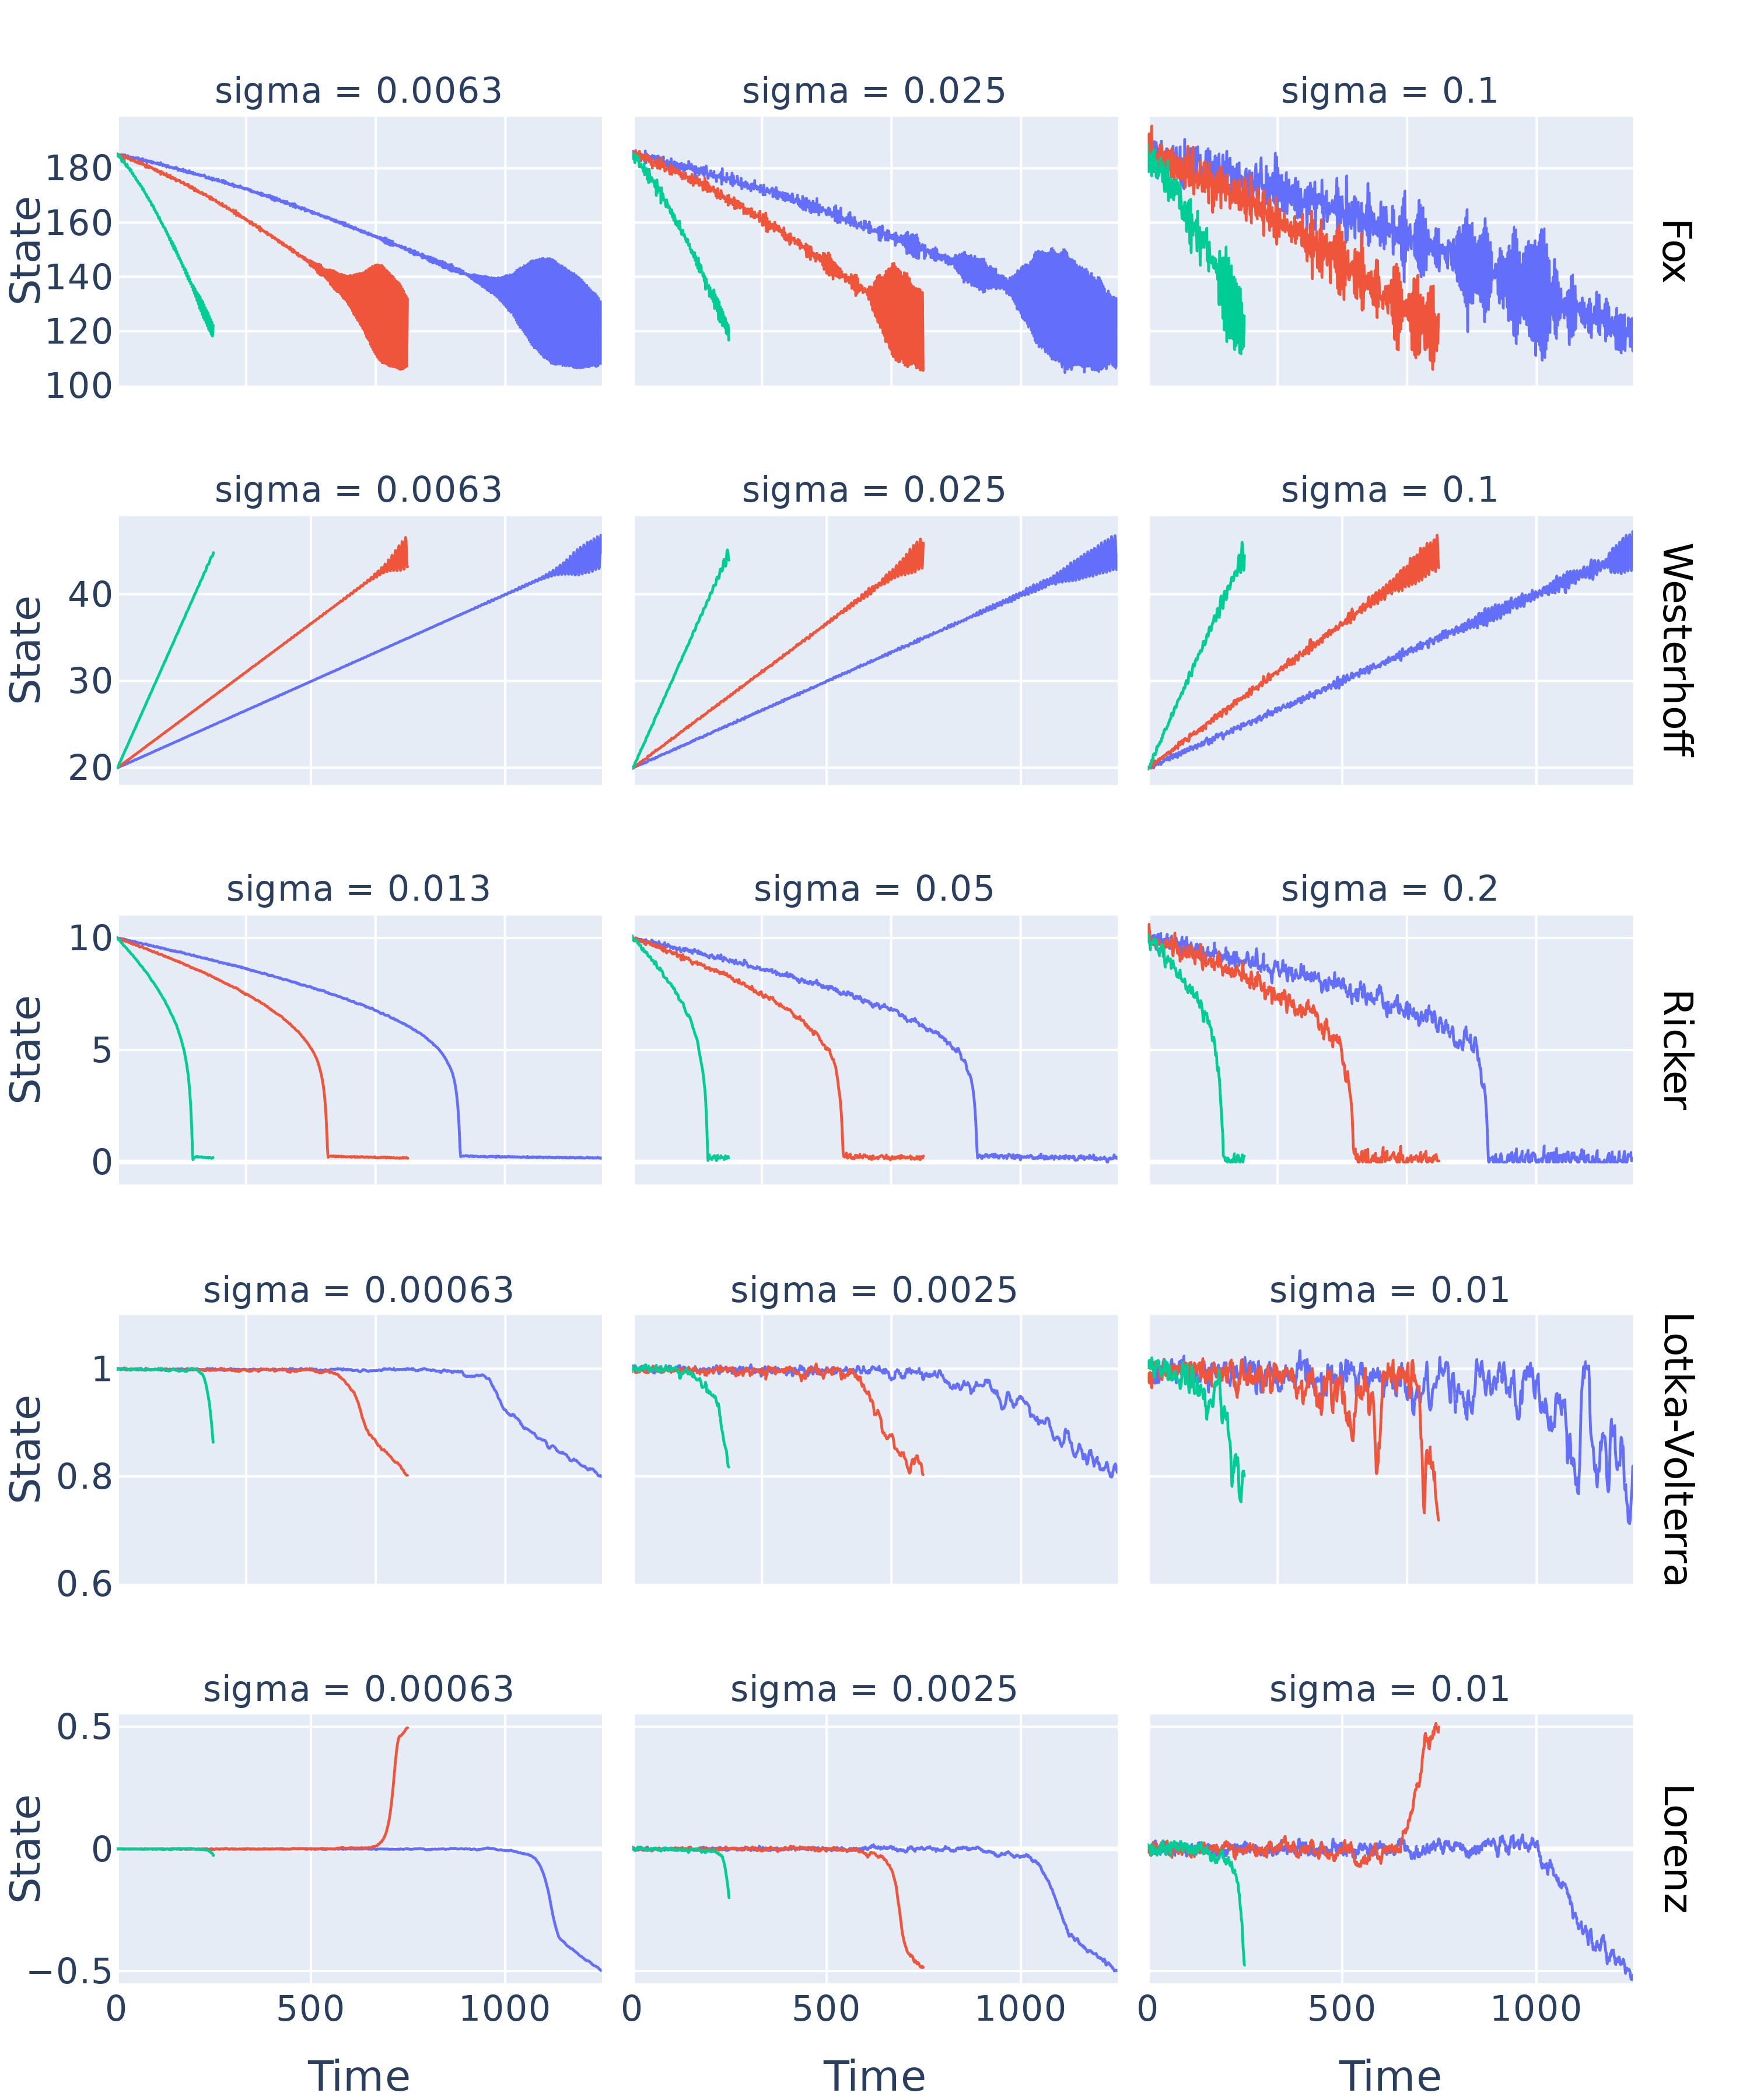 sigma = 0.0063
sigma = 0.025
sigma = 0.1
State
180
160
140
120
100
Fox
sigma = 0.0063
sigma = 0.025
sigma = 0.1
State
40
30
20
Westerhoff
sigma = 0.013
sigma = 0.05
sigma = 0.2
State
10
5
0
Ricker
sigma = 0.00063
sigma = 0.0025
sigma = 0.01
State
1
0.8
0.6
Lotka-Volterra
sigma = 0.00063
sigma = 0.0025
sigma = 0.01
State
0.5
0
−0.5
Lorenz
0 500 1000
0 500 1000
0 500 1000
Time
Time
Time